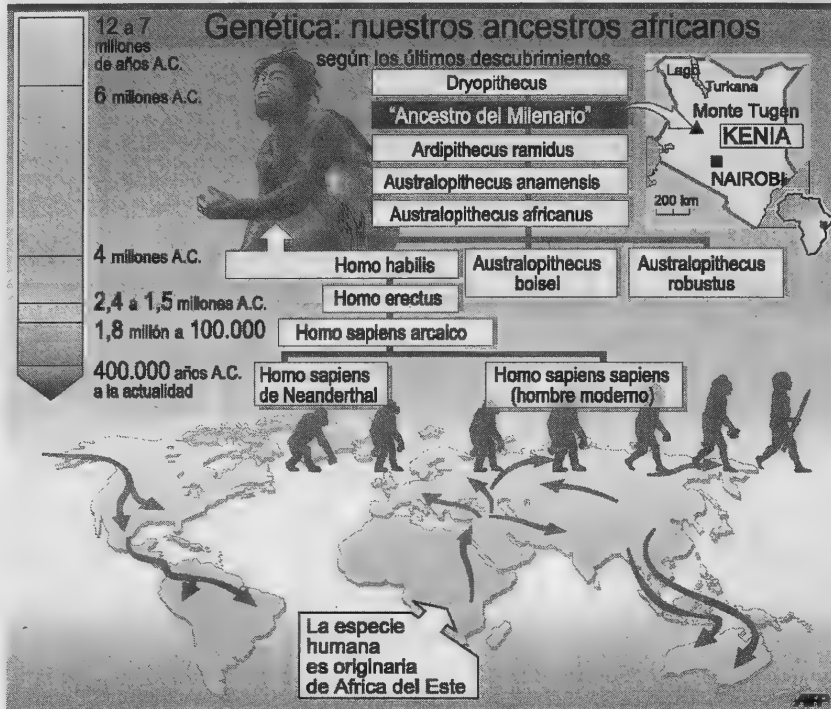 Genética: nuestros ancestros africanos
según los últimos descubrimientos
12 a 7
millones
de años A.C.
6 millones A.C.
4 millones A.C.
2,4 a 1,5 millones A.C.
1,8 millón a 100.000
400.000 años A.C.
a la actualidad
Dryopithecus
"Ancestro del Milenario"
Ardipithecus ramidus
Australopithecus anamensis
Australopithecus africanus
Homo habilis
Australopithecus
boisei
Australopithecus
robustus
Homo erectus
Homo sapiens arcaico
Homo sapiens
de Neanderthal
Homo sapiens sapiens
(hombre moderno)
Lago
Turkana
Monte Tugen
KENIA
NAIROBI
200 km
La especie
humana
es originaria
de Africa del Este
AFP